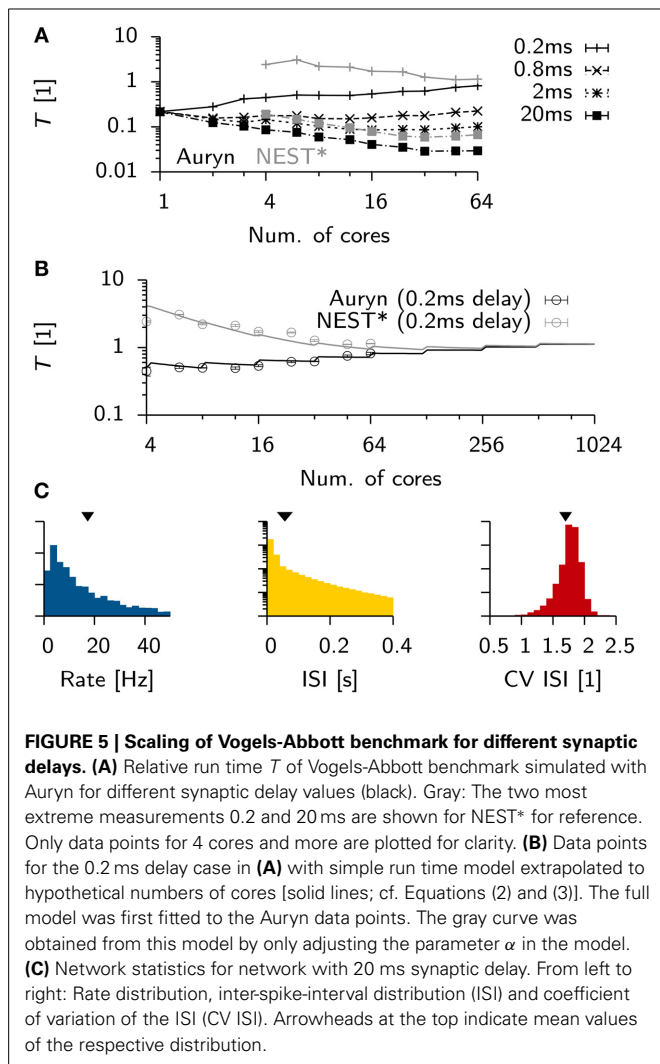 A
T [1]
10
1
0.1
0.01
0.2ms
0.8ms
2ms
20ms
Auryn NEST*
1 4 16 64
Num. of cores
B
T [1]
10
1
0.1
Auryn (0.2ms delay)
NEST* (0.2ms delay)
4 16 64 256 1024
Num. of cores
C
0 20 40
Rate [Hz]
0 0.2 0.4
ISI [s]
0.5 1 1.5 2 2.5
CV ISI [1]
FIGURE 5 | Scaling of Vogels-Abbott benchmark for different synaptic
delays. (A) Relative run time T of Vogels-Abbott benchmark simulated with
Auryn for different synaptic delay values (black). Gray: The two most
extreme measurements 0.2 and 20 ms are shown for NEST* for reference.
Only data points for 4 cores and more are plotted for clarity. (B) Data points
for the 0.2 ms delay case in (A) with simple run time model extrapolated to
hypothetical numbers of cores [solid lines; cf. Equations (2) and (3)]. The full
model was first fitted to the Auryn data points. The gray curve was
obtained from this model by only adjusting the parameter α in the model.
(C) Network statistics for network with 20 ms synaptic delay. From left to
right: Rate distribution, inter-spike-interval distribution (ISI) and coefficient
of variation of the ISI (CV ISI). Arrowheads at the top indicate mean values
of the respective distribution.